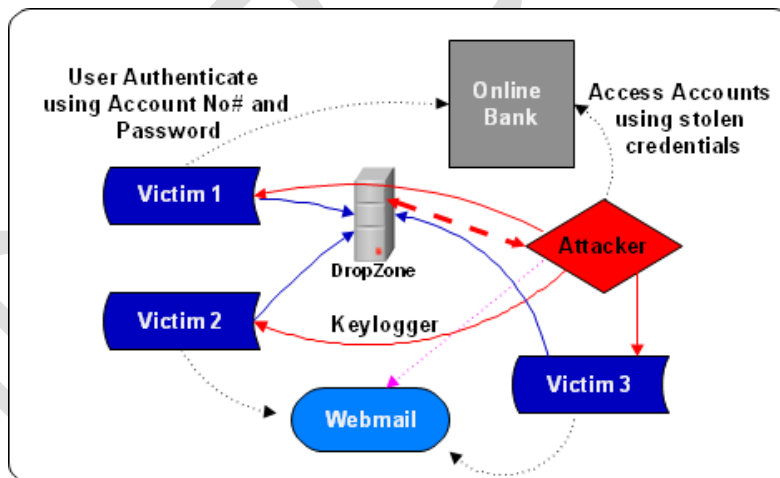 User Authenticate
using Account No# and
Password
Online
Bank
Access Accounts
using stolen
credentials
Victim 1
DropZone
Attacker
Victim 2
Keylogger
Victim 3
Webmail